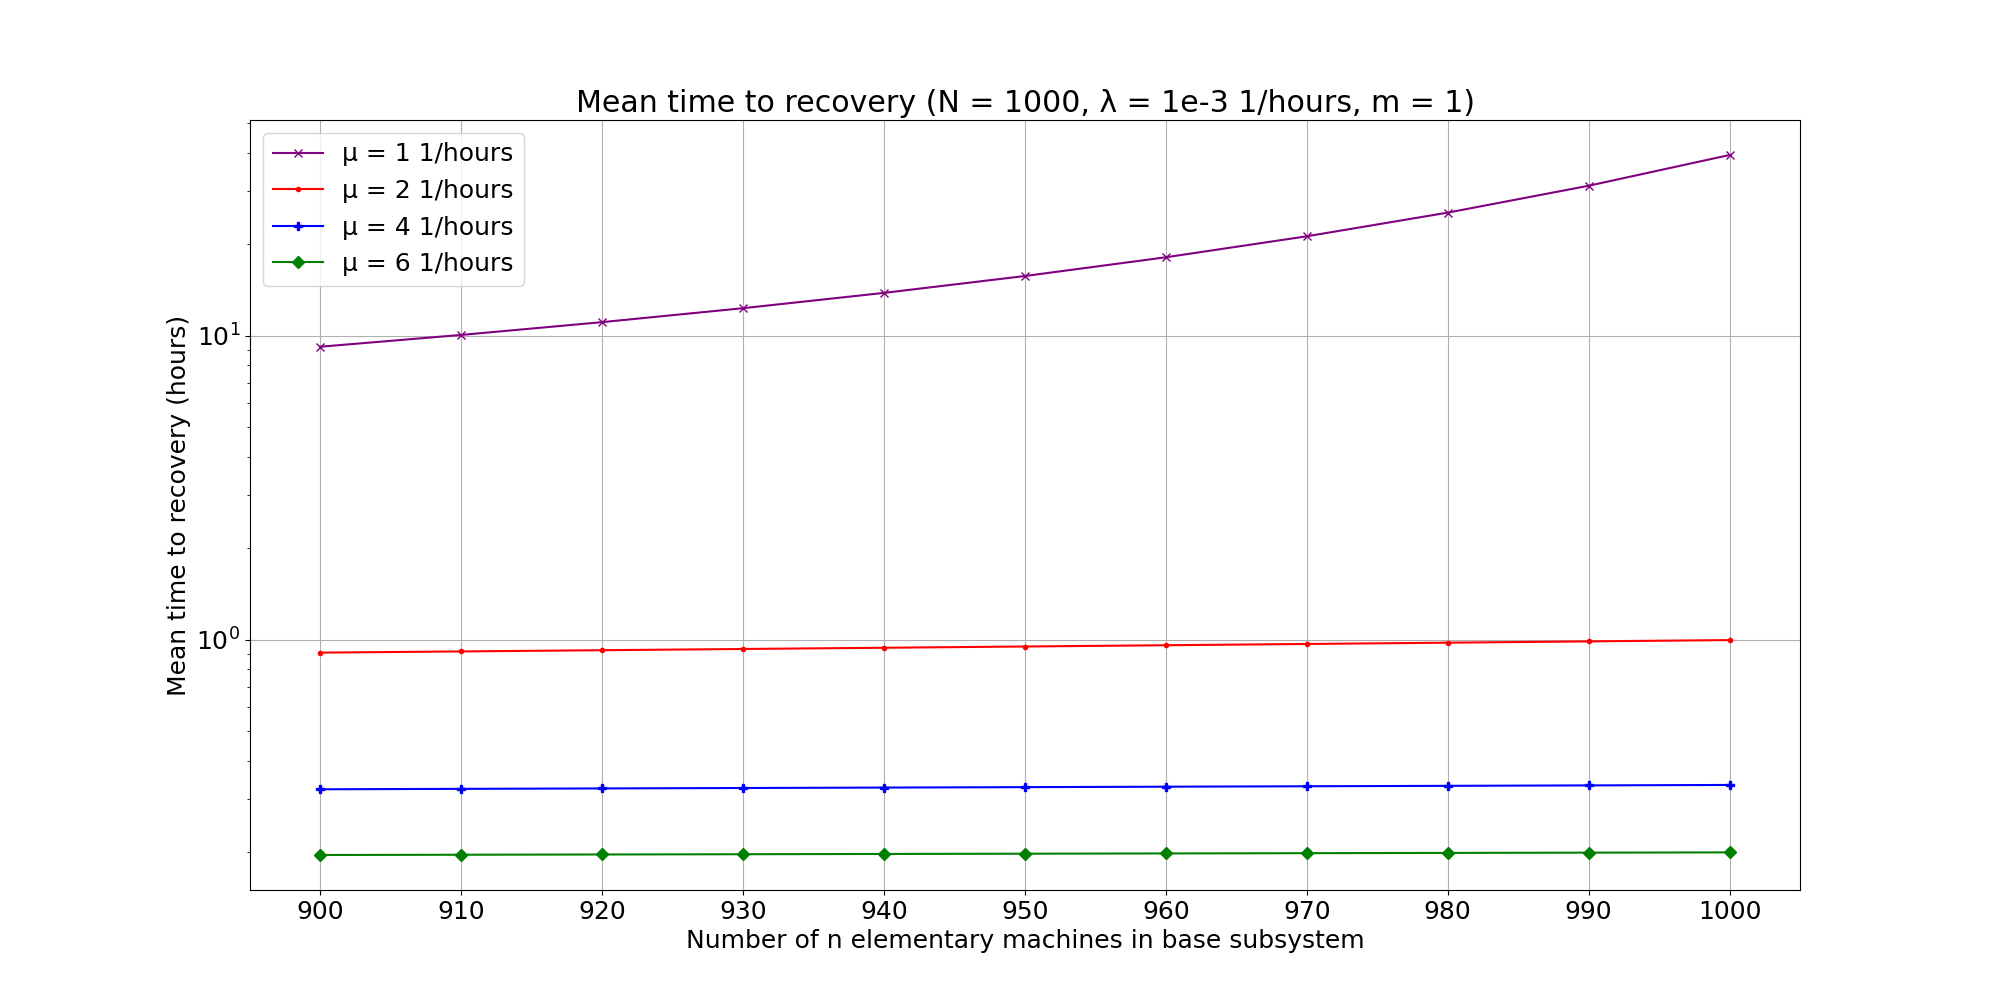 Mean time to recovery (N = 1000, λ = 1e-3 1/hours, m = 1)
μ = 1 1/hours
μ = 2 1/hours
μ = 4 1/hours
μ = 6 1/hours
Mean time to recovery (hours)
10¹
10⁰
900 910 920 930 940 950 960 970 980 990 1000
Number of n elementary machines in base subsystem